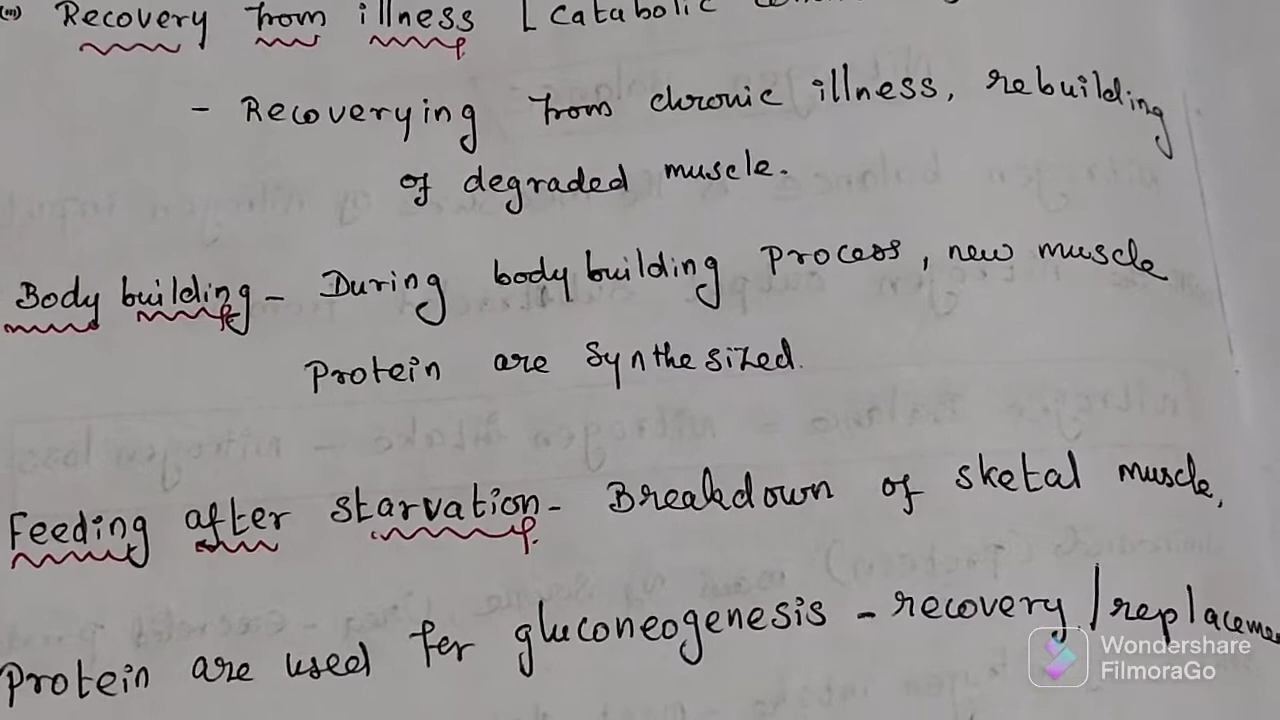 (iii) Recovery from illness [Catabolic
- Recoverying from chronic illness, rebuilding
of degraded muscle.
Body building - During body building process, new muscle
Protein are synthesized.
Feeding after starvation - Breakdown of sketal muscle,
protein are used for gluconeogenesis - recovery / replaceme
Wondershare
FilmoraGo